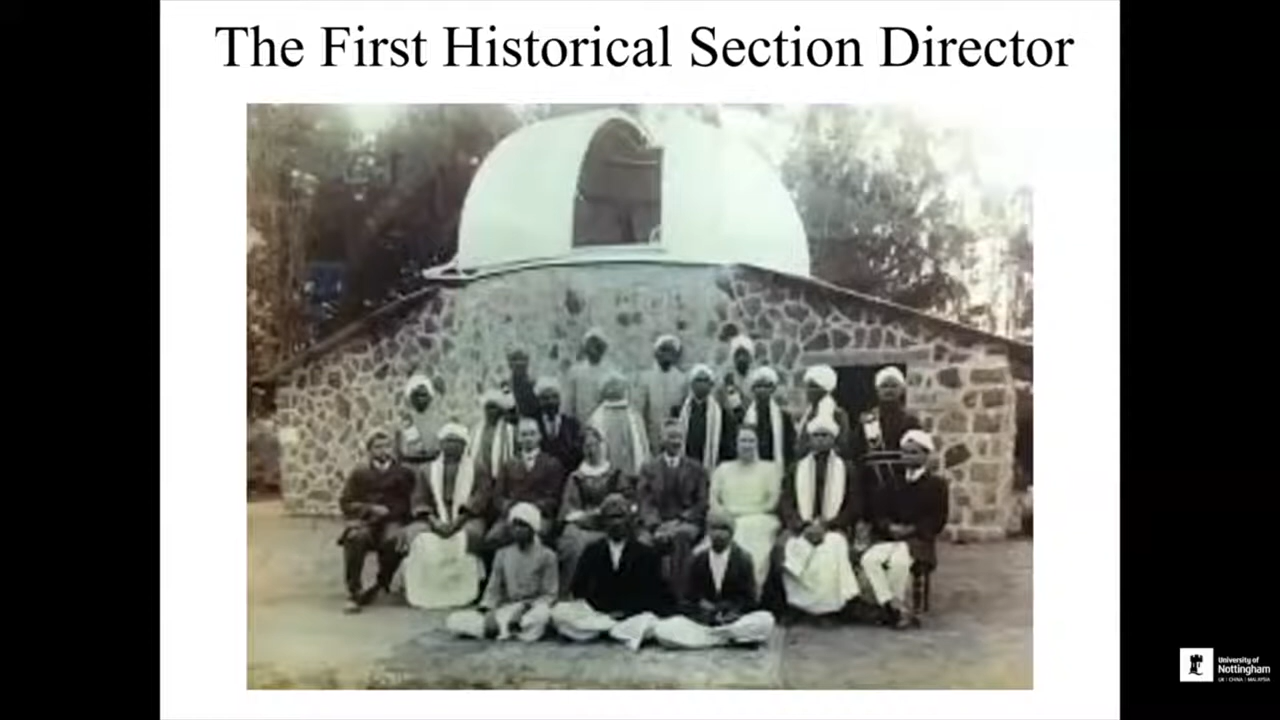 The First Historical Section Director
University of
Nottingham
UK | CHINA | MALAYSIA